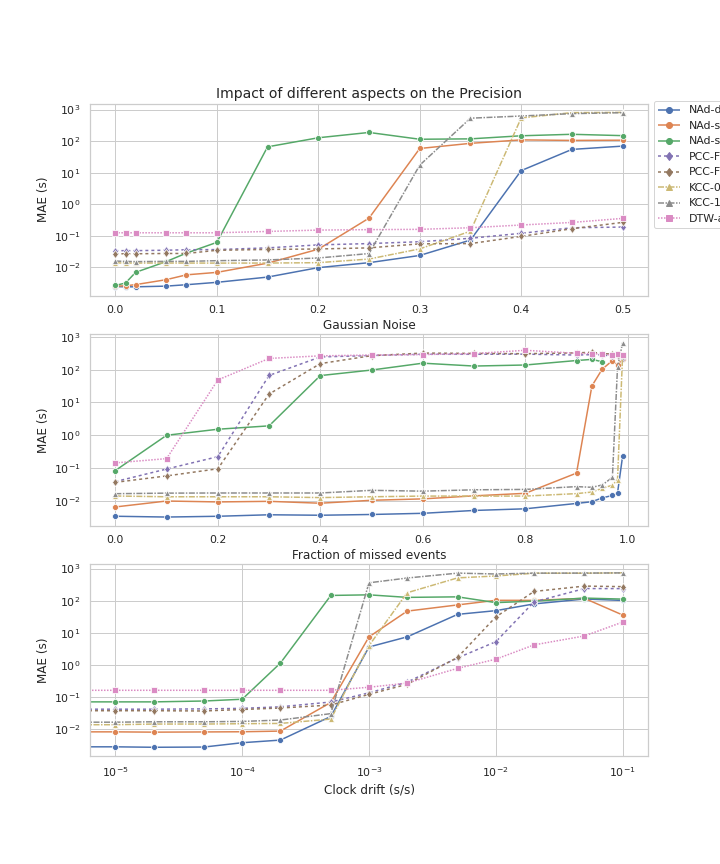 Impact of different aspects on the Precision
10³
10²
10¹
10⁰
10⁻¹
10⁻²
MAE (s)
0.0 0.1 0.2 0.3 0.4 0.5
Gaussian Noise
NAd-d
NAd-s
NAd-s
PCC-F
PCC-F
KCC-0
KCC-1
DTW-a
10³
10²
10¹
10⁰
10⁻¹
10⁻²
MAE (s)
0.0 0.2 0.4 0.6 0.8 1.0
Fraction of missed events
10³
10²
10¹
10⁰
10⁻¹
10⁻²
MAE (s)
10⁻⁵ 10⁻⁴ 10⁻³ 10⁻² 10⁻¹
Clock drift (s/s)